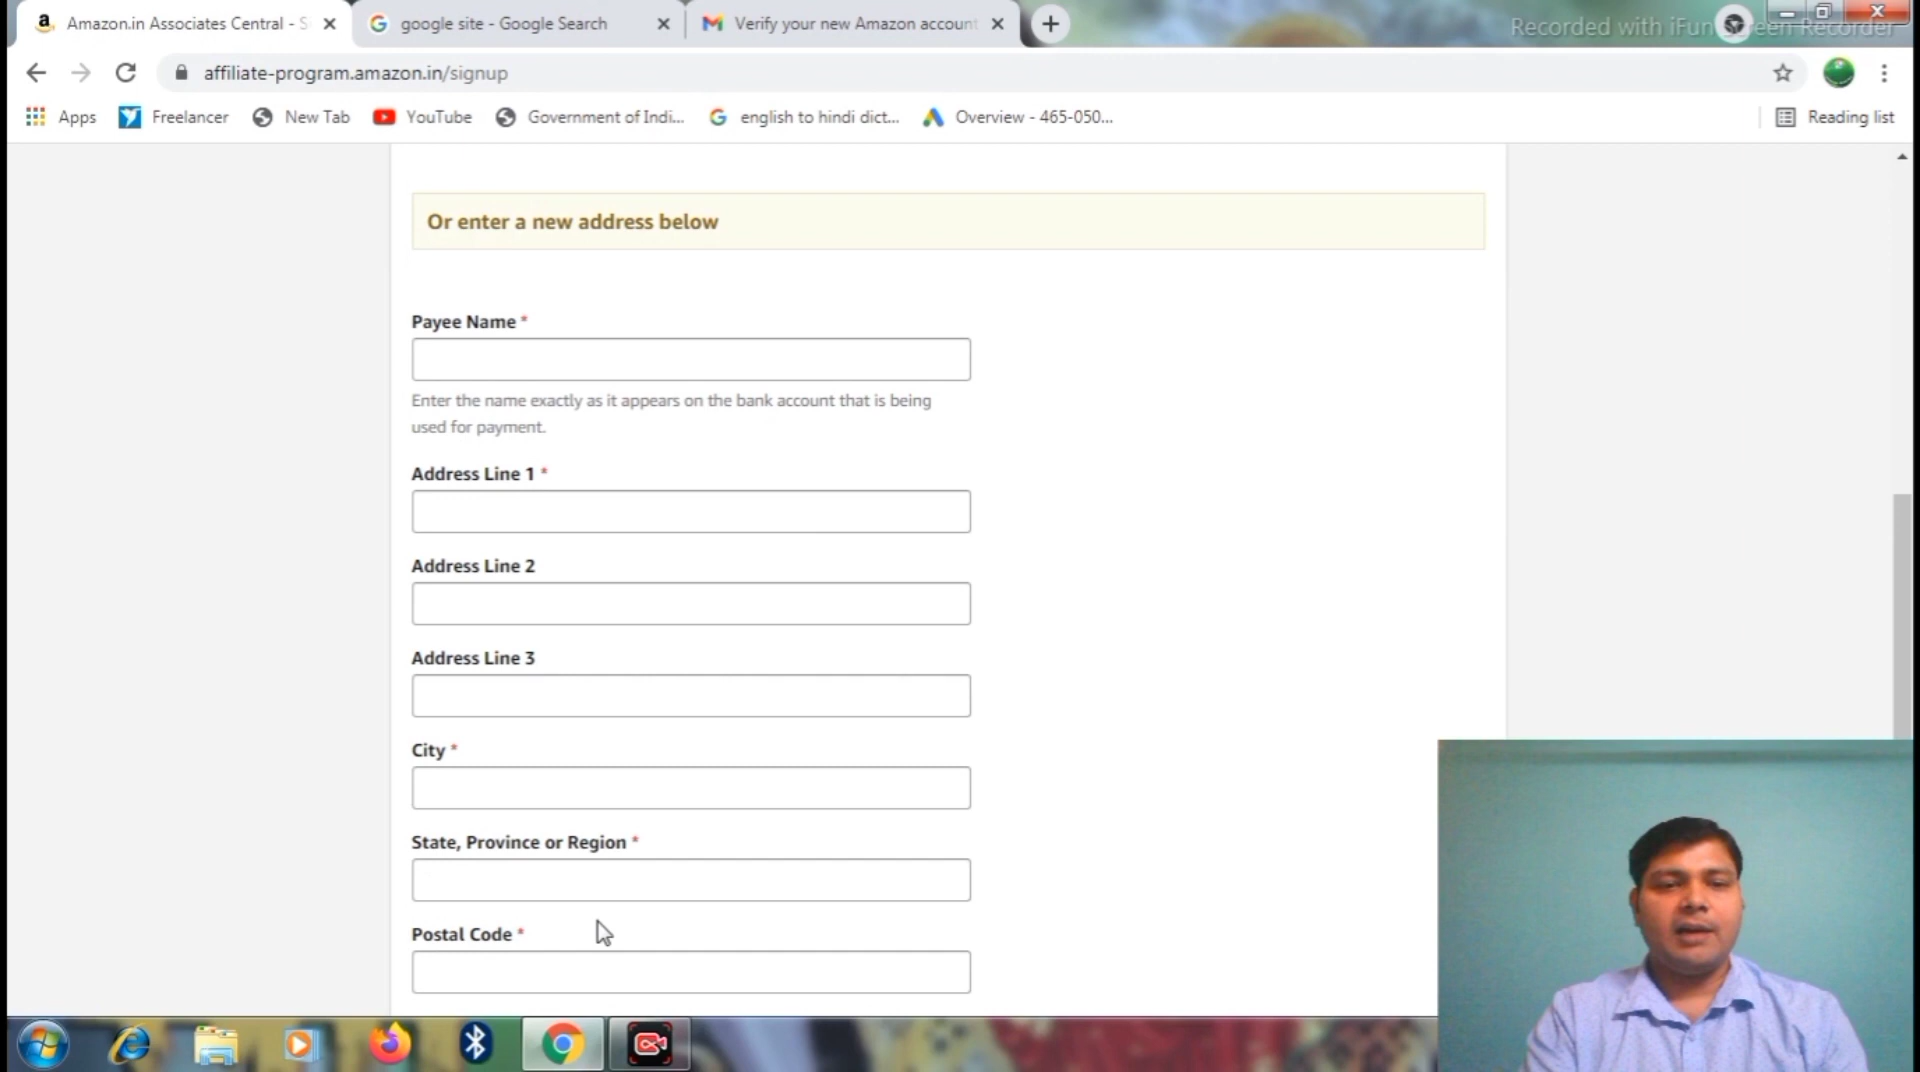 Amazon.in Associates Central - S
google site - Google Search
Verify your new Amazon account
Recorded with iFun Screen Recorder
affiliate-program.amazon.in/signup
Apps
Freelancer
New Tab
YouTube
Government of Indi...
english to hindi dict...
Overview - 465-050...
Reading list
Or enter a new address below
Payee Name *
Enter the name exactly as it appears on the bank account that is being
used for payment.
Address Line 1 *
Address Line 2
Address Line 3
City *
State, Province or Region *
Postal Code *